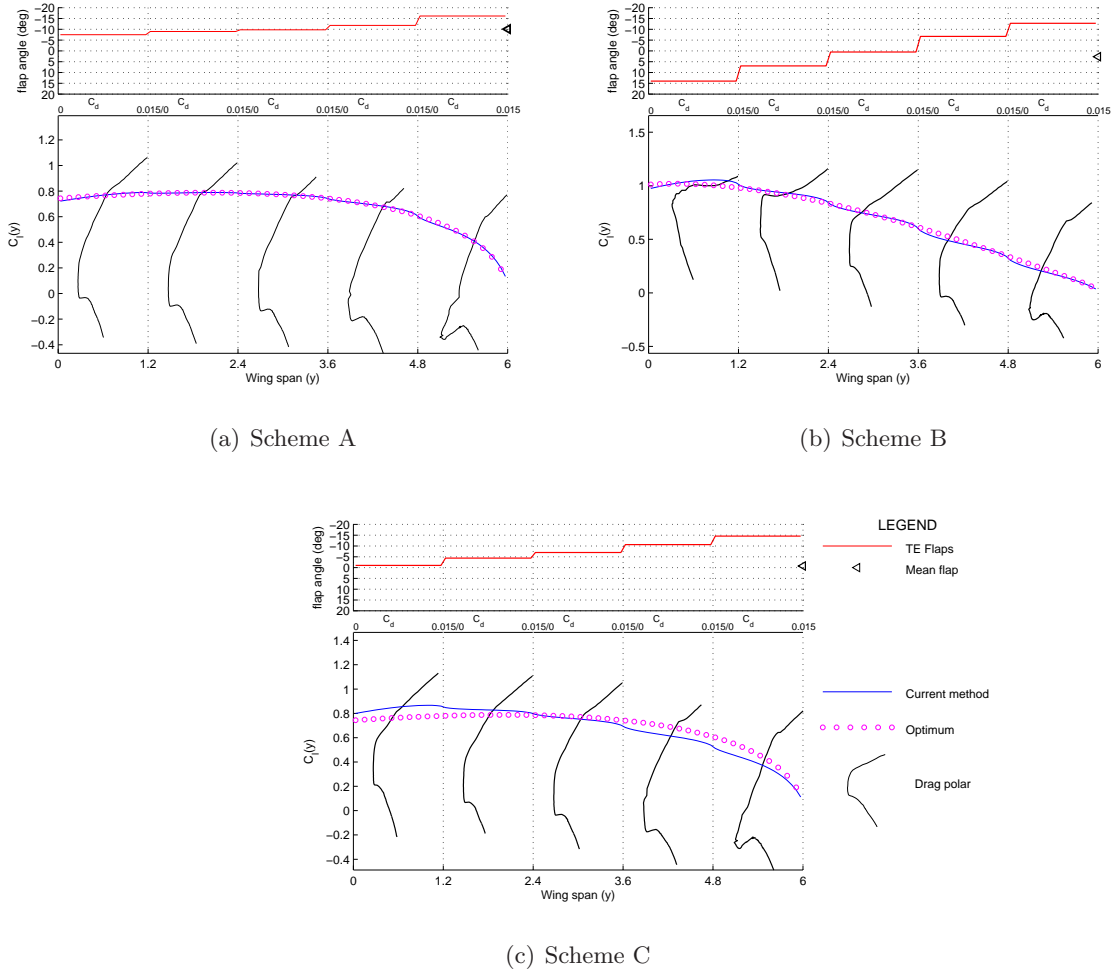 flap angle (deg)
−20
−15
−10
−5
0
5
10
15
20
0 C_d 0.015/0 C_d 0.015/0 C_d 0.015/0 C_d 0.015/0 C_d 0.015
C_l(y)
1.2
1
0.8
0.6
0.4
0.2
0
−0.2
−0.4
0 1.2 2.4 3.6 4.8 6
Wing span (y)
(a) Scheme A
flap angle (deg)
−20
−15
−10
−5
0
5
10
15
20
0 C_d 0.015/0 C_d 0.015/0 C_d 0.015/0 C_d 0.015/0 C_d 0.015
C_l(y)
1.5
1
0.5
0
−0.5
0 1.2 2.4 3.6 4.8 6
Wing span (y)
(b) Scheme B
flap angle (deg)
−20
−15
−10
−5
0
5
10
15
20
0 C_d 0.015/0 C_d 0.015/0 C_d 0.015/0 C_d 0.015/0 C_d 0.015
C_l(y)
1.4
1.2
1
0.8
0.6
0.4
0.2
0
−0.2
−0.4
0 1.2 2.4 3.6 4.8 6
Wing span (y)
LEGEND
TE Flaps
Mean flap
Current method
Optimum
Drag polar
(c) Scheme C